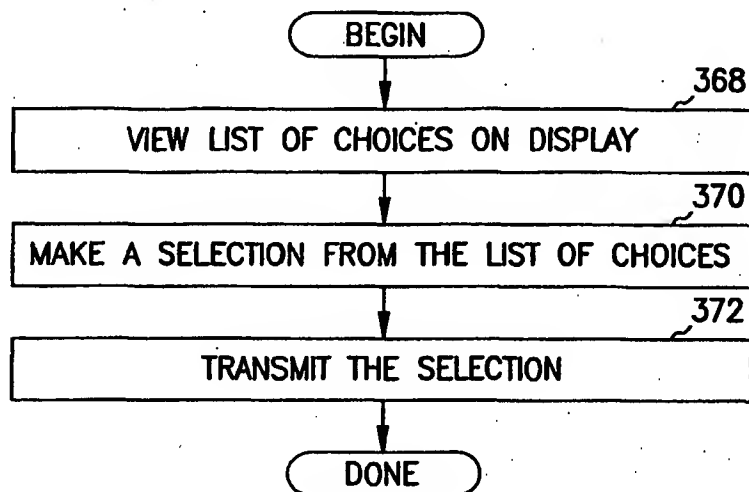 BEGIN
368
VIEW LIST OF CHOICES ON DISPLAY
370
MAKE A SELECTION FROM THE LIST OF CHOICES
372
TRANSMIT THE SELECTION
DONE